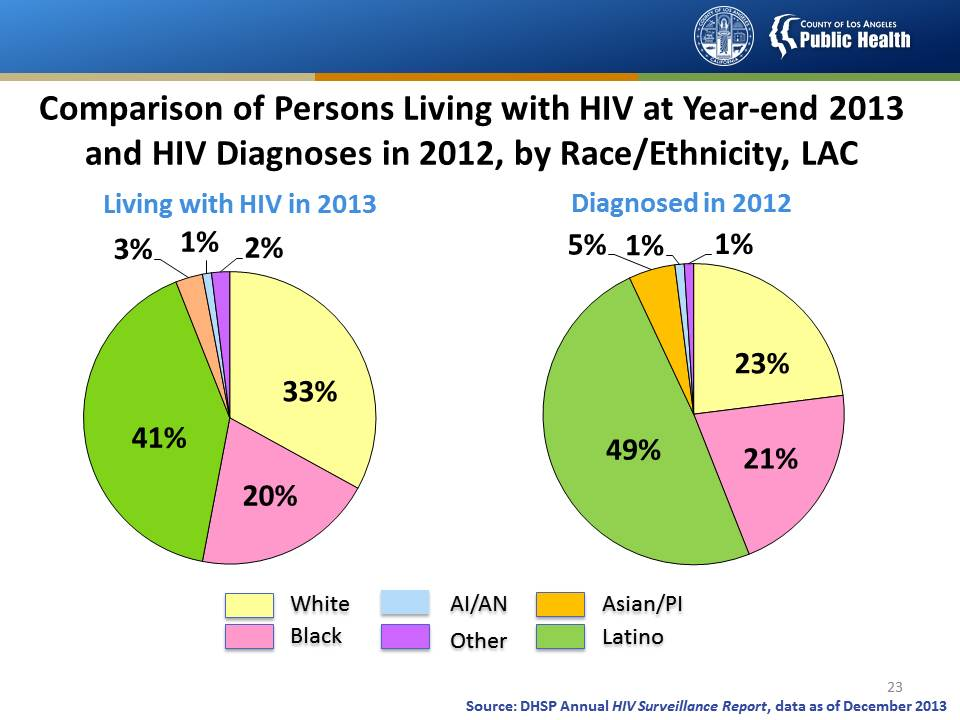 COUNTY OF LOS ANGELES
Public Health
Comparison of Persons Living with HIV at Year-end 2013
and HIV Diagnoses in 2012, by Race/Ethnicity, LAC
Living with HIV in 2013
3%
1%
2%
33%
41%
20%
Diagnosed in 2012
5%
1%
1%
23%
49%
21%
White
AI/AN
Asian/PI
Black
Other
Latino
23
Source: DHSP Annual HIV Surveillance Report, data as of December 2013